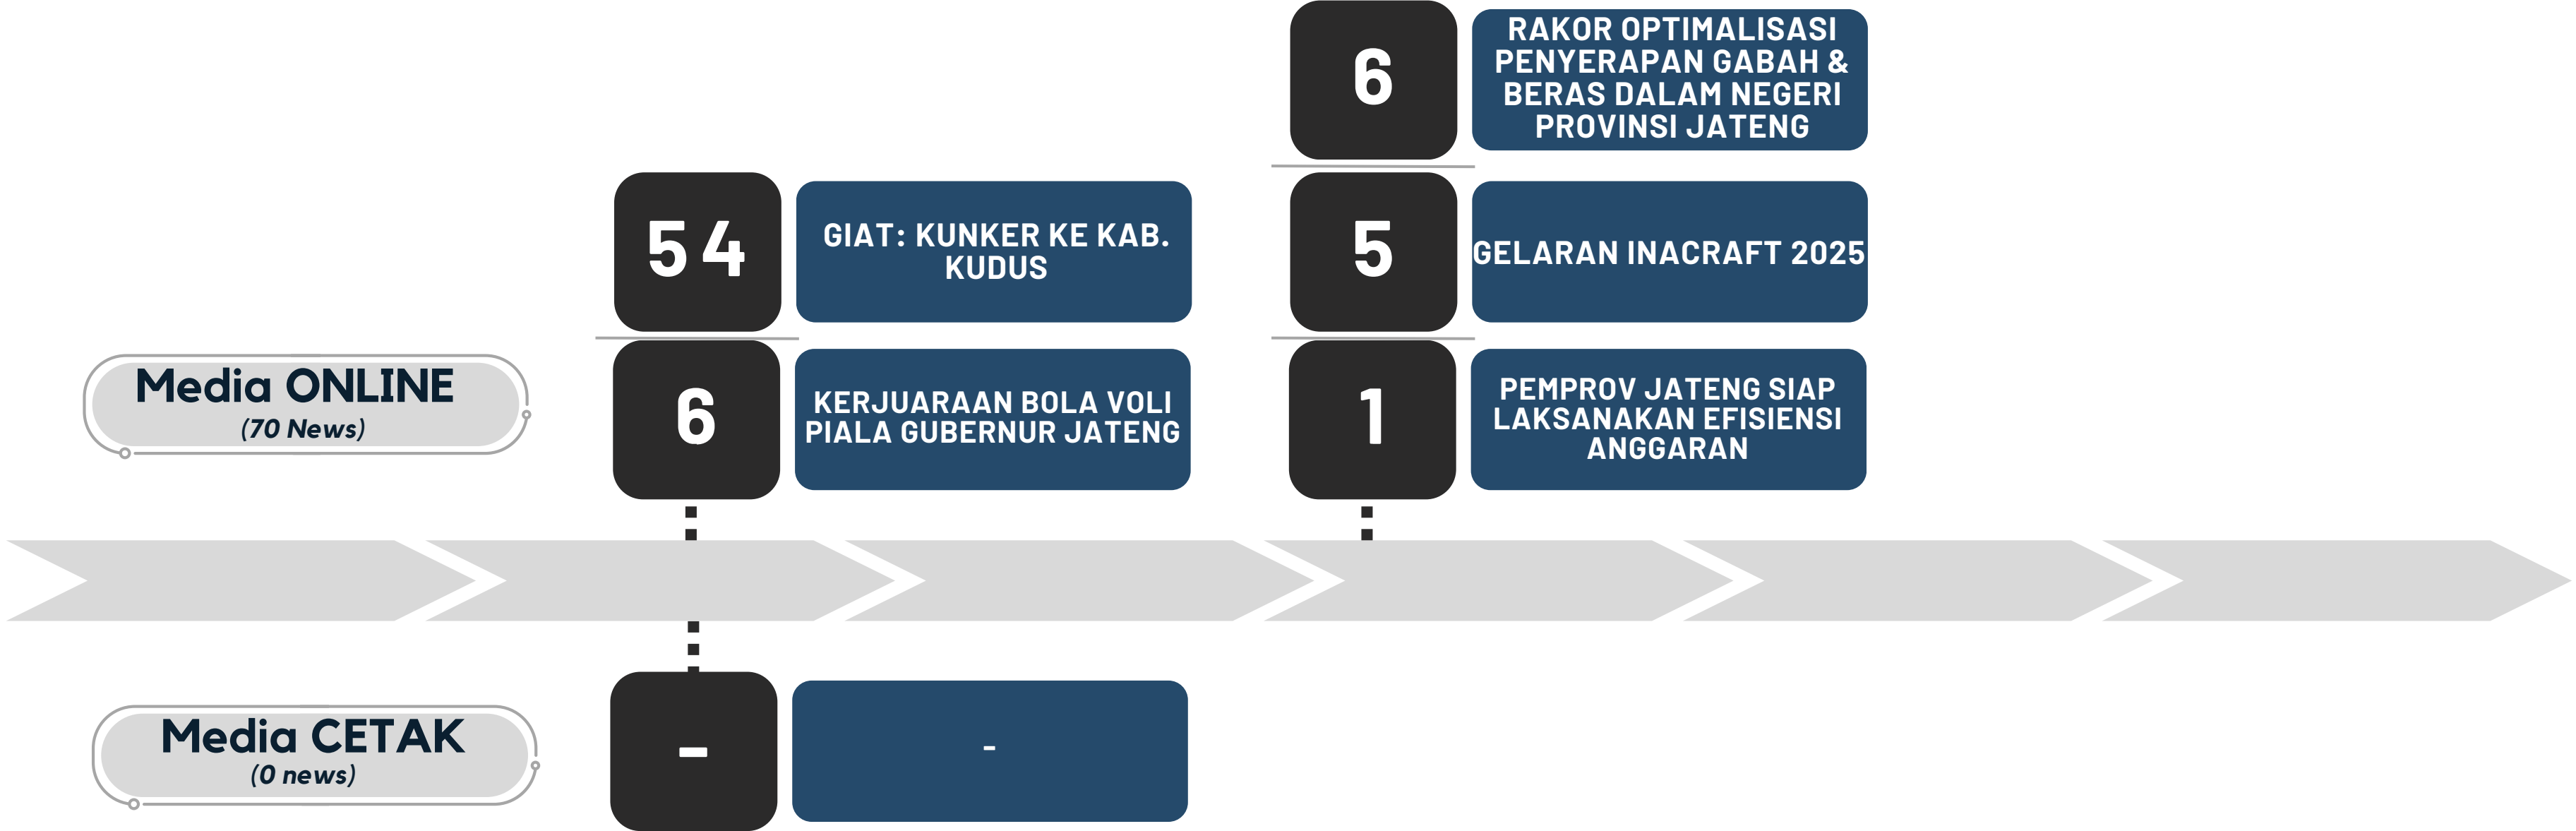 Media ONLINE
(70 News)
54
GIAT: KUNKER KE KAB.
KUDUS
6
KERJUARAAN BOLA VOLI
PIALA GUBERNUR JATENG
6
RAKOR OPTIMALISASI
PENYERAPAN GABAH &
BERAS DALAM NEGERI
PROVINSI JATENG
5
GELARAN INACRAFT 2025
1
PEMPROV JATENG SIAP
LAKSANAKAN EFISIENSI
ANGGARAN
Media CETAK
(0 news)
-
-